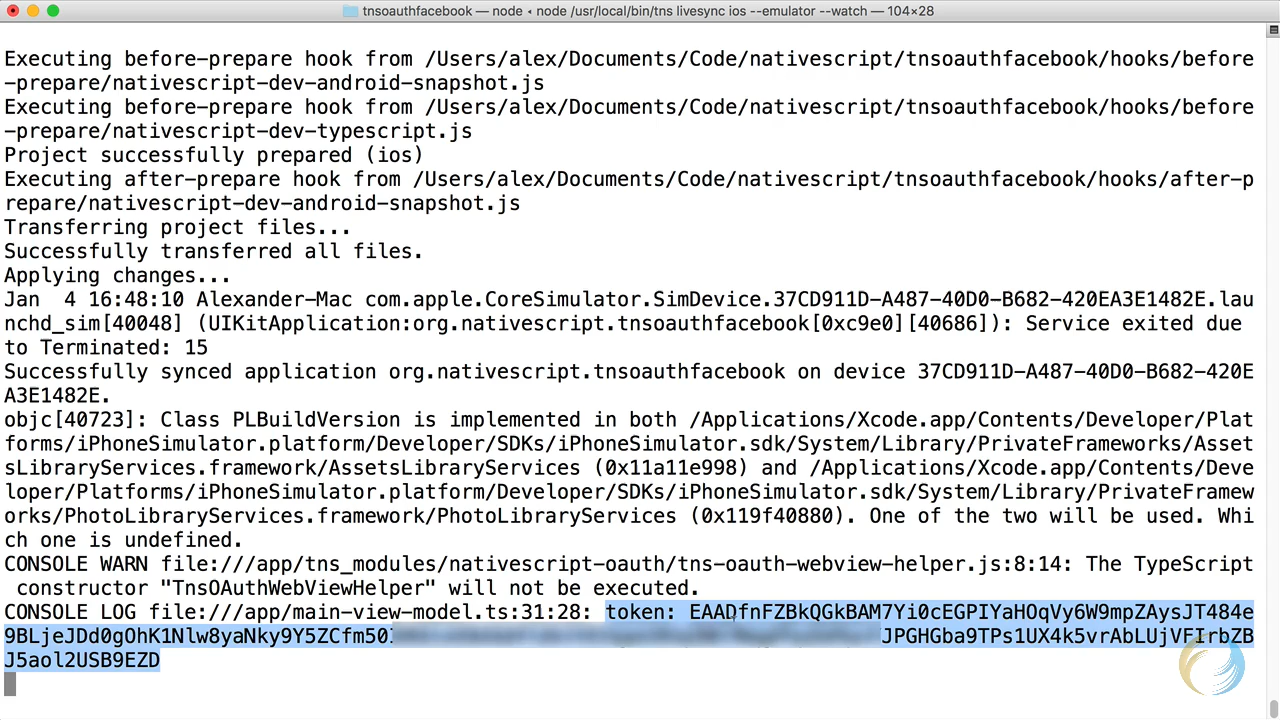 tnsoauthfacebook — node ◂ node /usr/local/bin/tns livesync ios --emulator --watch — 104×28
Executing before-prepare hook from /Users/alex/Documents/Code/nativescript/tnsoauthfacebook/hooks/before
-prepare/nativescript-dev-android-snapshot.js
Executing before-prepare hook from /Users/alex/Documents/Code/nativescript/tnsoauthfacebook/hooks/before
-prepare/nativescript-dev-typescript.js
Project successfully prepared (ios)
Executing after-prepare hook from /Users/alex/Documents/Code/nativescript/tnsoauthfacebook/hooks/after-p
repare/nativescript-dev-android-snapshot.js
Transferring project files...
Successfully transferred all files.
Applying changes...
Jan  4 16:48:10 Alexander-Mac com.apple.CoreSimulator.SimDevice.37CD911D-A487-40D0-B682-420EA3E1482E.lau
nchd_sim[40048] (UIKitApplication:org.nativescript.tnsoauthfacebook[0xc9e0][40686]): Service exited due
to Terminated: 15
Successfully synced application org.nativescript.tnsoauthfacebook on device 37CD911D-A487-40D0-B682-420E
A3E1482E.
objc[40723]: Class PLBuildVersion is implemented in both /Applications/Xcode.app/Contents/Developer/Plat
forms/iPhoneSimulator.platform/Developer/SDKs/iPhoneSimulator.sdk/System/Library/PrivateFrameworks/Asset
sLibraryServices.framework/AssetsLibraryServices (0x11a11e998) and /Applications/Xcode.app/Contents/Deve
loper/Platforms/iPhoneSimulator.platform/Developer/SDKs/iPhoneSimulator.sdk/System/Library/PrivateFramew
orks/PhotoLibraryServices.framework/PhotoLibraryServices (0x119f40880). One of the two will be used. Whi
ch one is undefined.
CONSOLE WARN file:///app/tns_modules/nativescript-oauth/tns-oauth-webview-helper.js:8:14: The TypeScript
 constructor "TnsOAuthWebViewHelper" will not be executed.
CONSOLE LOG file:///app/main-view-model.ts:31:28: token: EAADfnFZBkQGkBAM7Yi0cEGPIYaHOqVy6W9mpZAysJT484e
9BLjeJDd0gOhK1Nlw8yaNky9Y5ZCfm50 JPGHGba9TPs1UX4k5vrAbLUjVFIrbZB
J5aol2USB9EZD